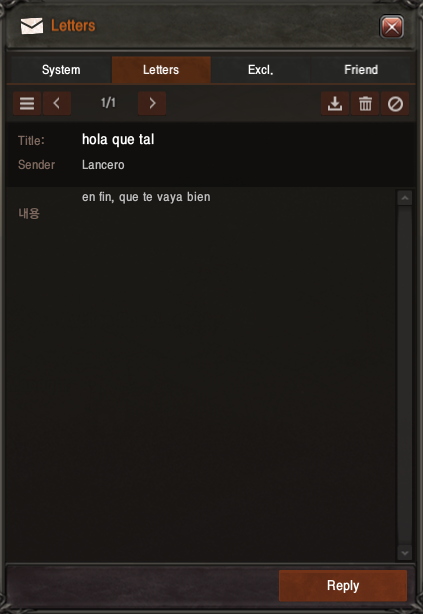 Letters
System Letters Excl. Friend
1/1
Title: hola que tal
Sender Lancero
en fin, que te vaya bien
내용
Reply